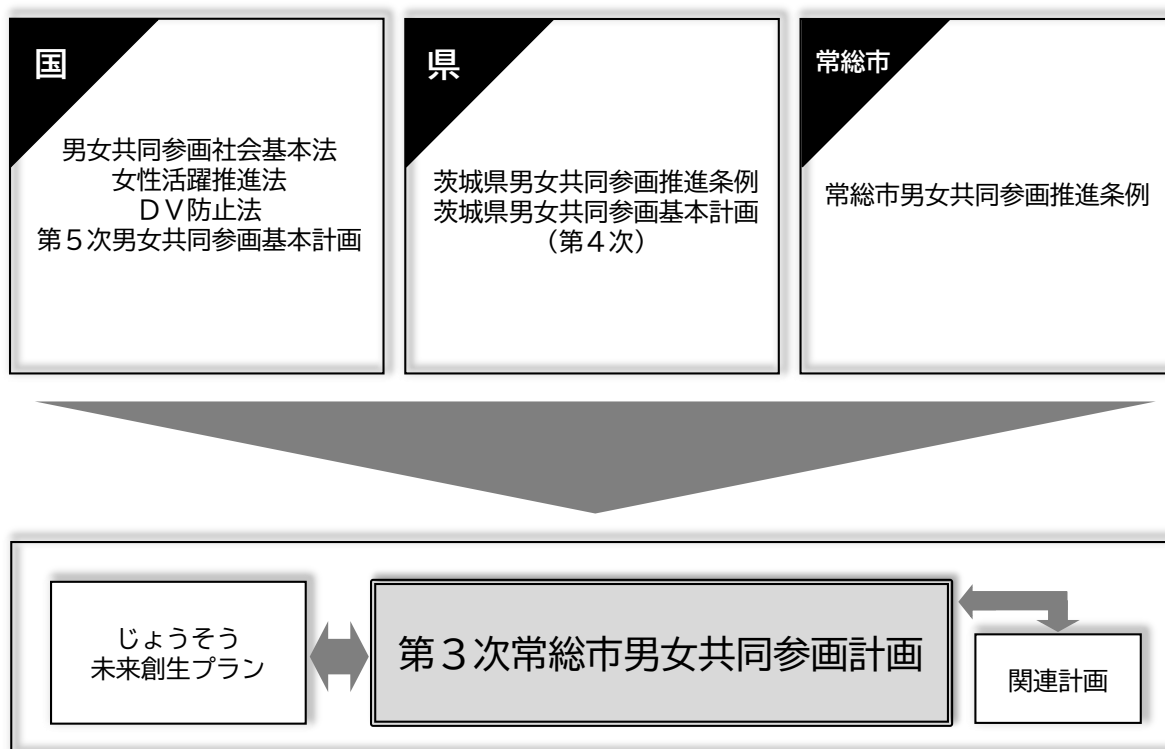 国
男女共同参画社会基本法
女性活躍推進法
ＤＶ防止法
第５次男女共同参画基本計画
県
茨城県男女共同参画推進条例
茨城県男女共同参画基本計画
（第４次）
常総市
常総市男女共同参画推進条例
じょうそう
未来創生プラン
第３次常総市男女共同参画計画
関連計画